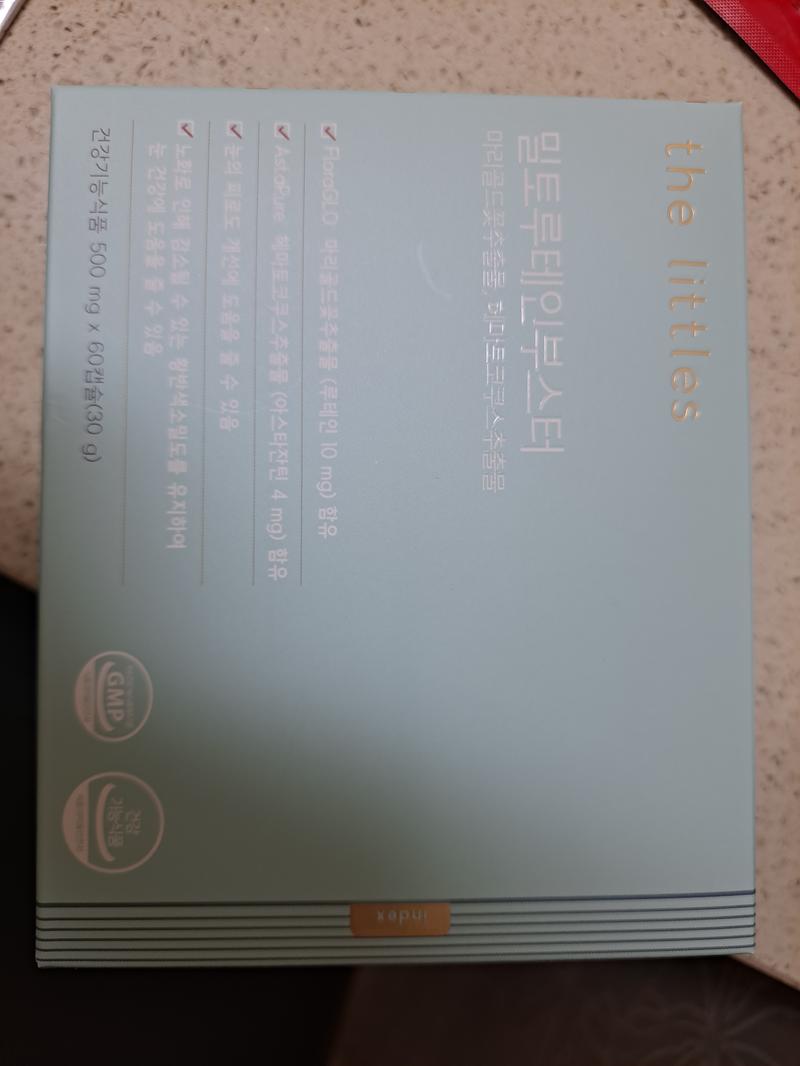 the littles
밀토루테인부스터
마리골드꽃추출물, 헤마토코쿠스추출물
FloraGLO 마리골드꽃추출물 (루테인 10 mg) 함유
AstaPure 헤마토코쿠스추출물 (아스타잔틴 4 mg) 함유
눈의 피로도 개선에 도움을 줄 수 있음
노화로 인해 감소될 수 있는 황반색소밀도를 유지하여
눈 건강에 도움을 줄 수 있음
건강기능식품 500 mg x 60캡슐(30 g)
GMP
건강
기능식품
index